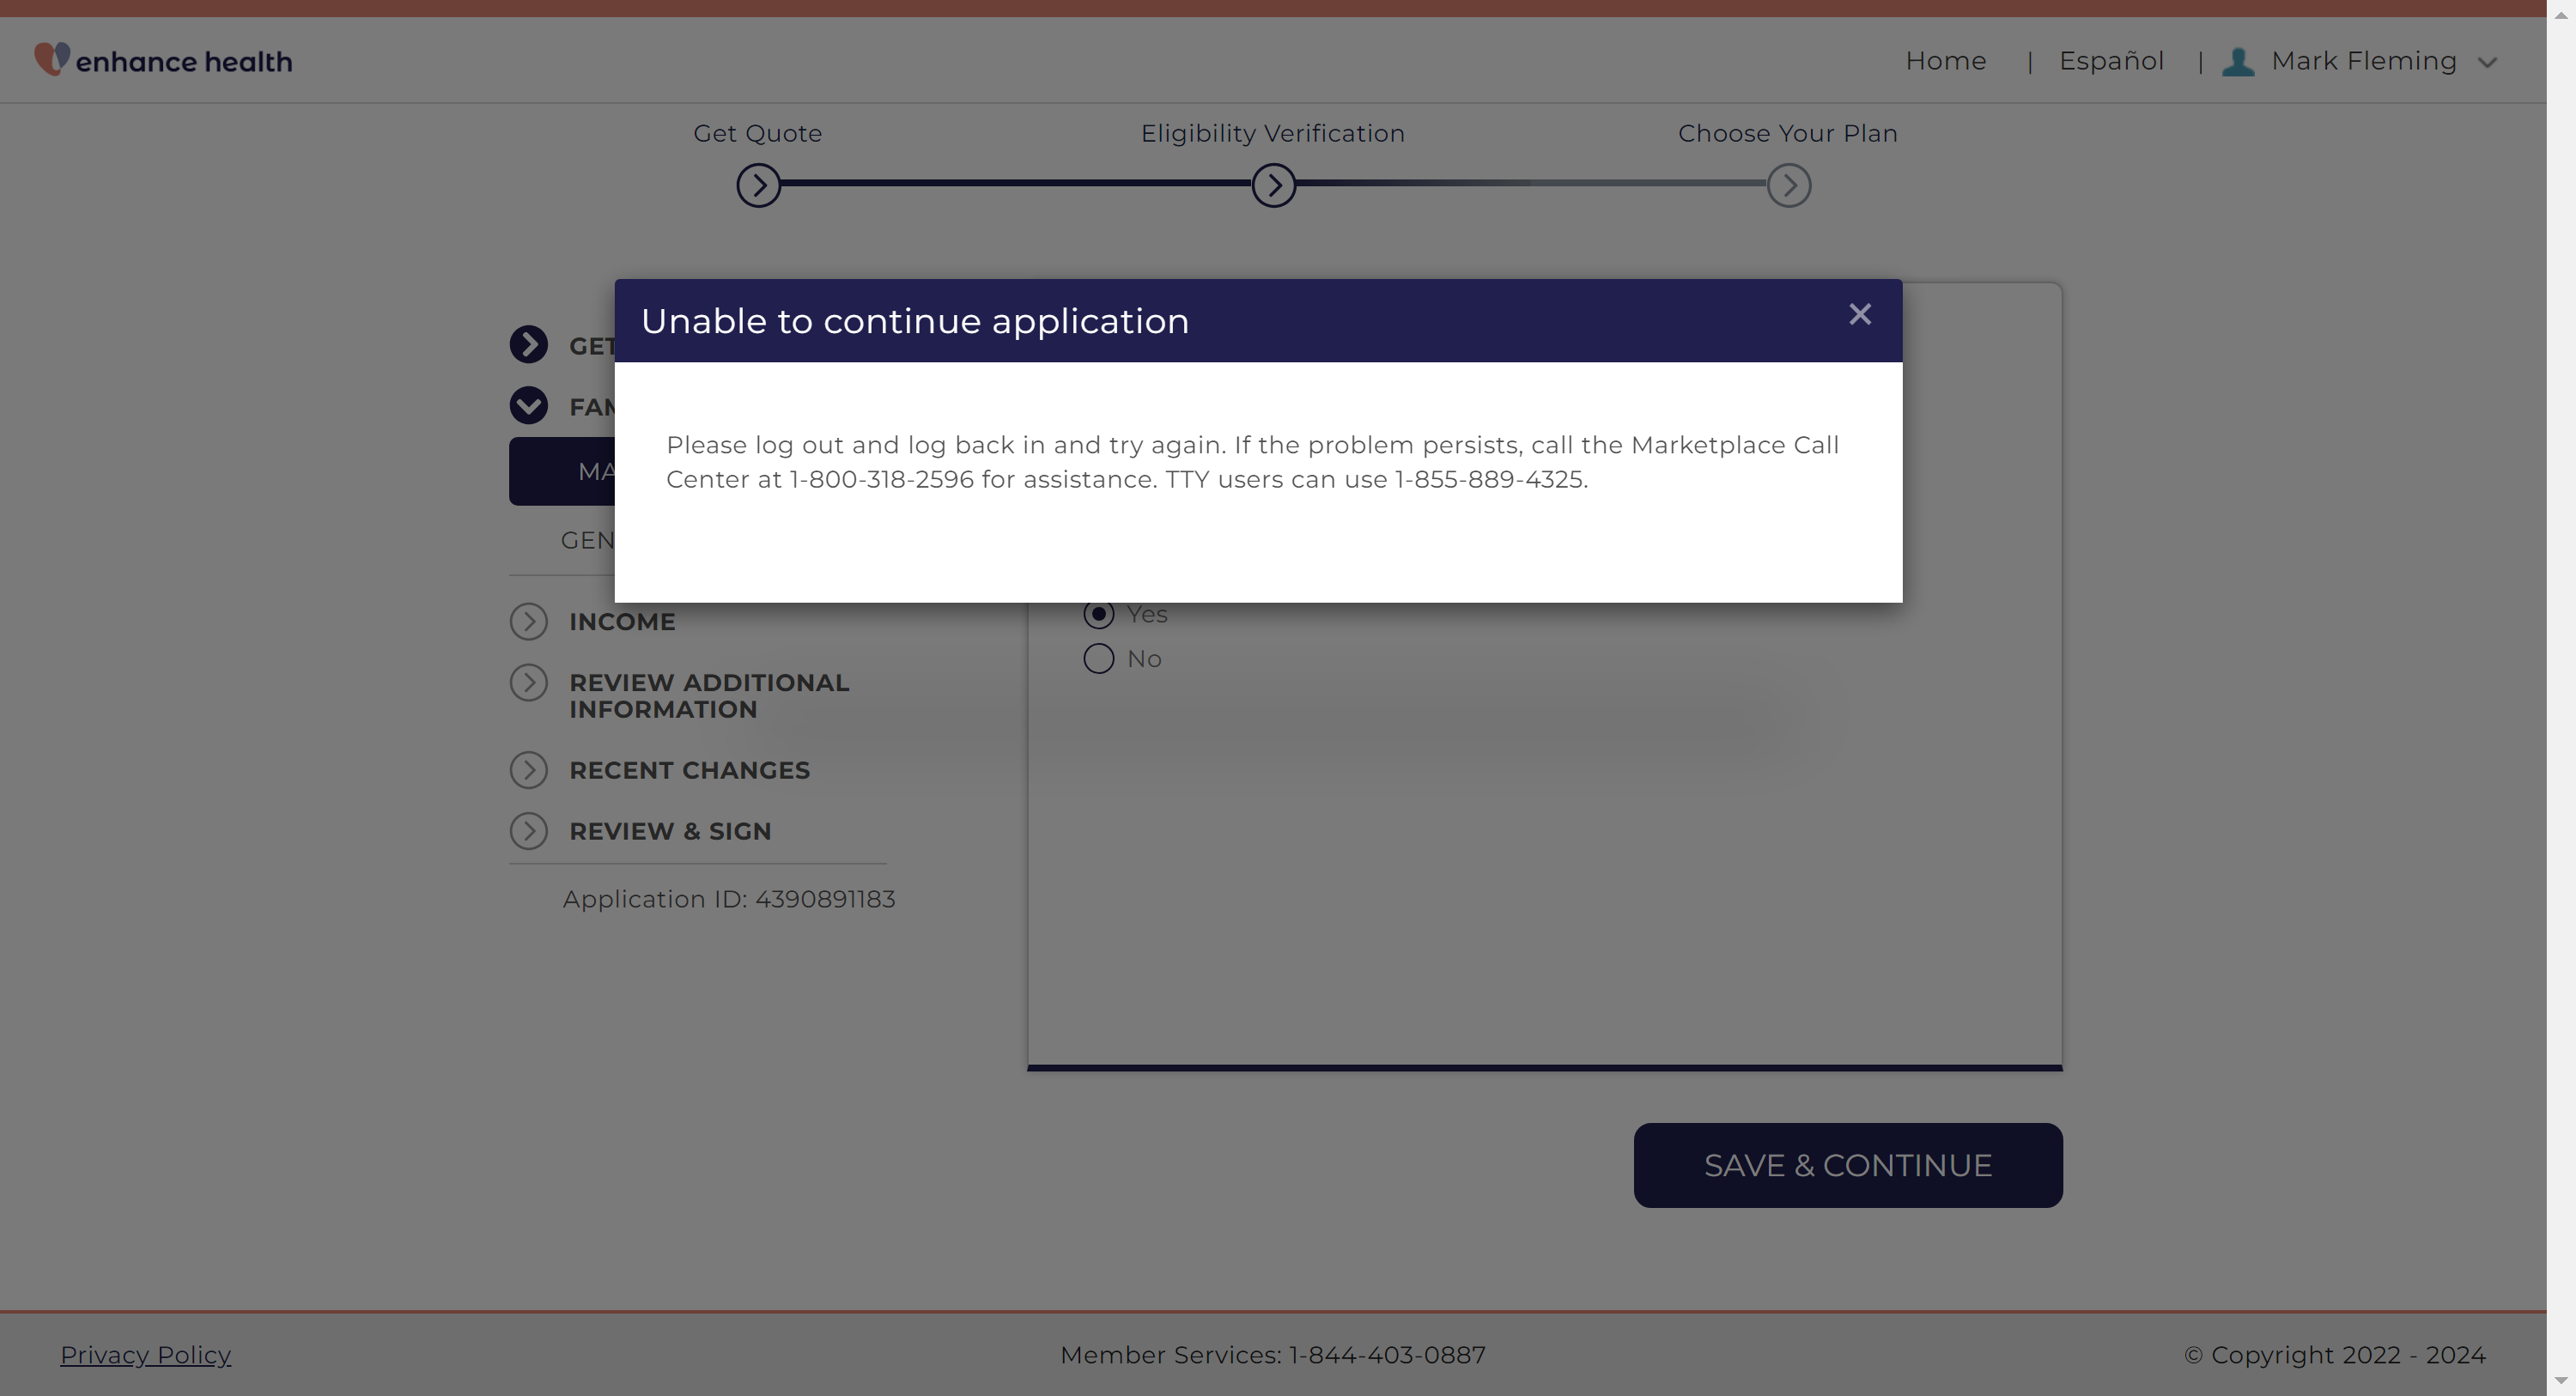 enhance health
Home | Español | Mark Fleming
Get Quote
Eligibility Verification
Choose Your Plan
Unable to continue application
Please log out and log back in and try again. If the problem persists, call the Marketplace Call
Center at 1-800-318-2596 for assistance. TTY users can use 1-855-889-4325.
GET
FAM
MA
GEN
INCOME
REVIEW ADDITIONAL
INFORMATION
RECENT CHANGES
REVIEW & SIGN
Application ID: 4390891183
Yes
No
SAVE & CONTINUE
Privacy Policy
Member Services: 1-844-403-0887
© Copyright 2022 - 2024